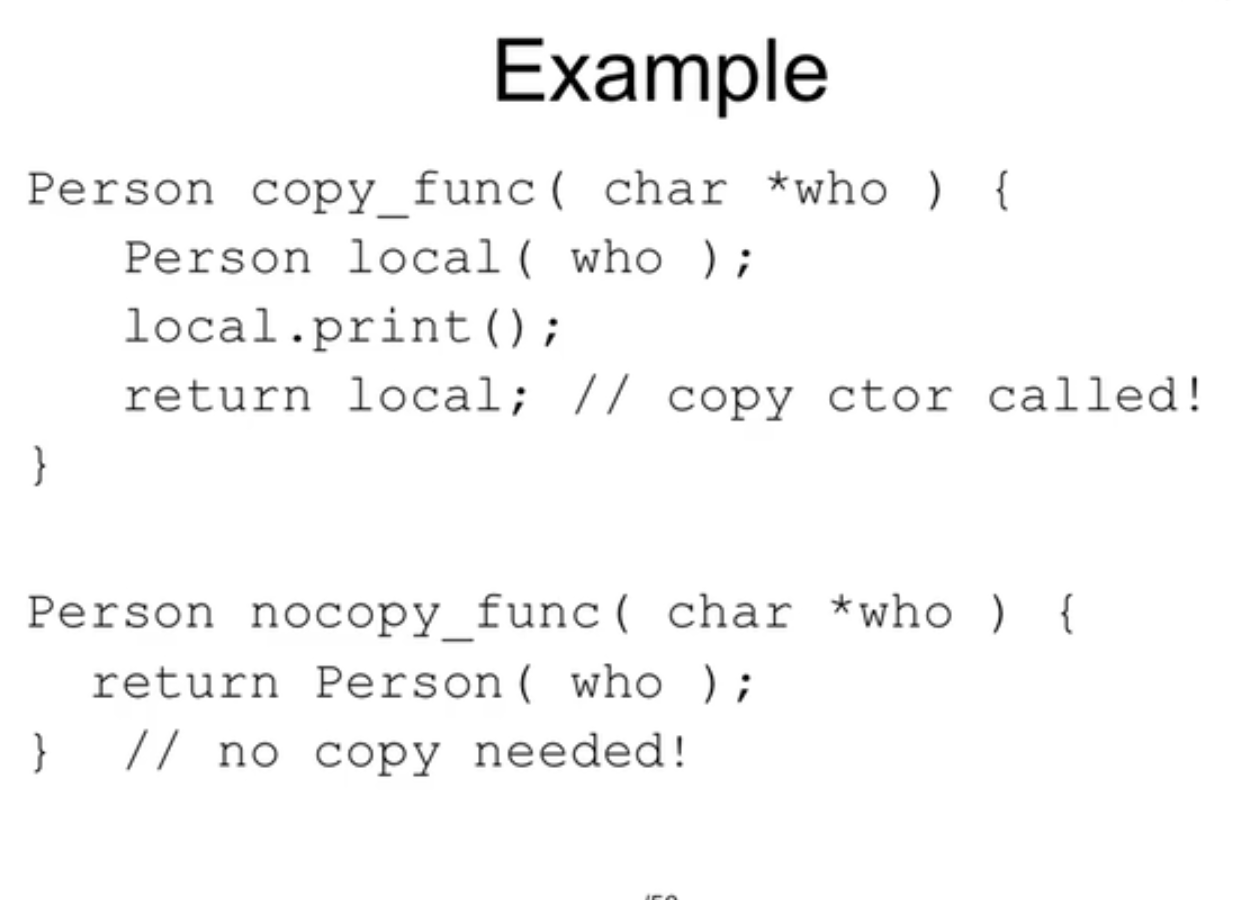 Example
Person copy_func( char *who ) {
Person local( who );
local.print();
return local; // copy ctor called!
}
Person nocopy_func( char *who ) {
return Person( who );
} // no copy needed!